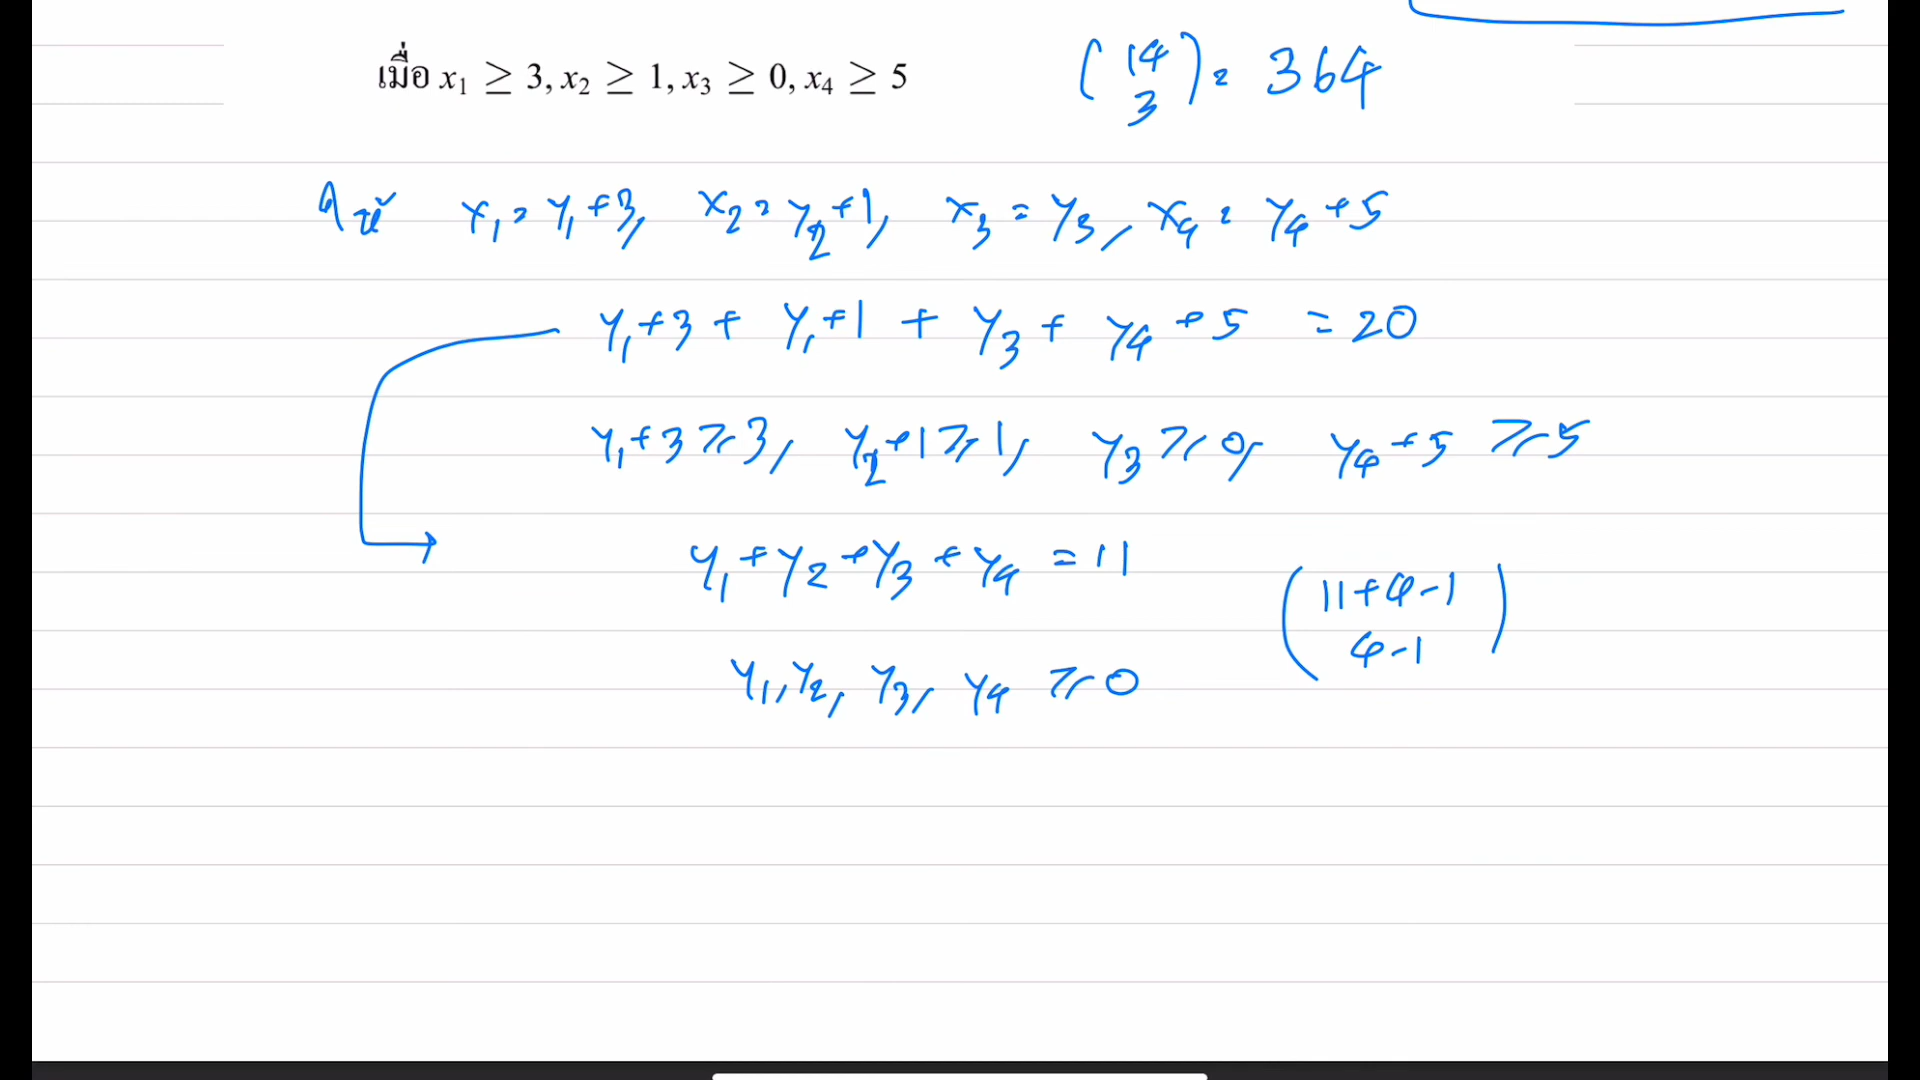 เมื่อ x₁ ≥ 3, x₂ ≥ 1, x₃ ≥ 0, x₄ ≥ 5
(14 3) = 364
ให้ x₁ = y₁+3, x₂ = y₂+1, x₃ = y₃, x₄ = y₄+5
y₁+3 + y₁+1 + y₃ + y₄+5 = 20
y₁+3 ≥ 3, y₂+1 ≥ 1, y₃ ≥ 0, y₄+5 ≥ 5
y₁+y₂+y₃+y₄ = 11
(11+4-1 4-1)
y₁, y₂, y₃, y₄ ≥ 0